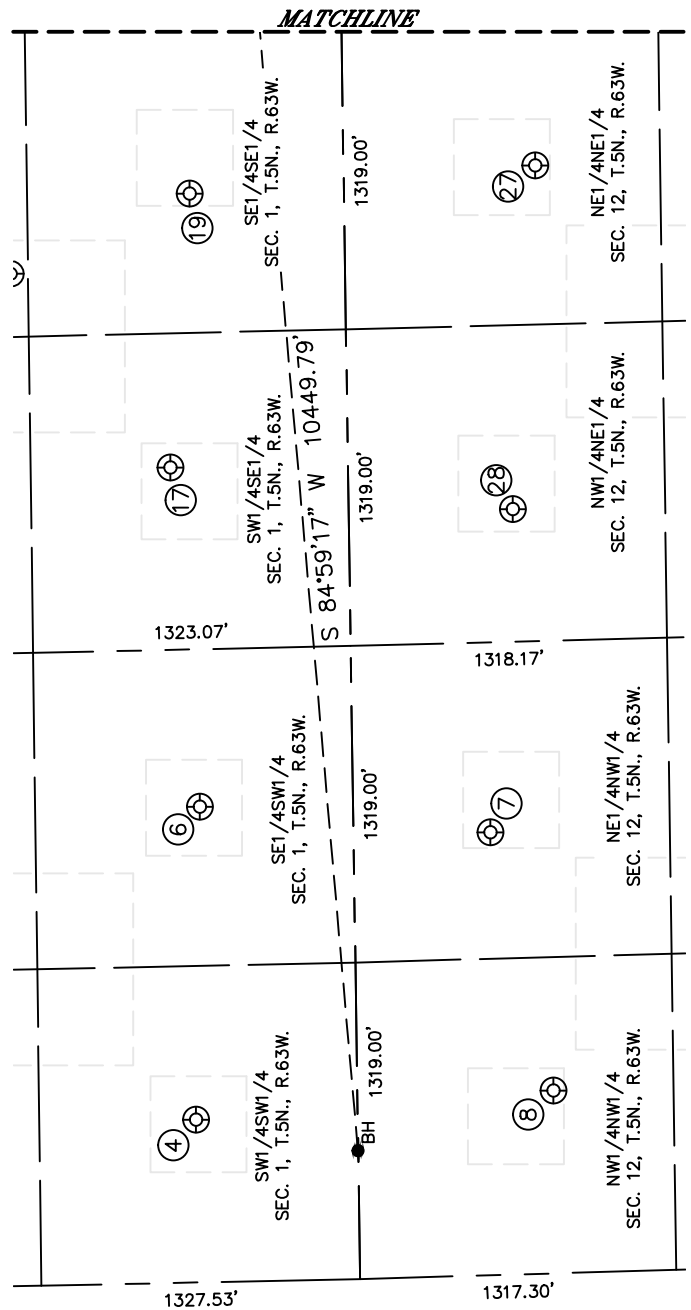 MATCHLINE
19
SE1/4SE1/4
SEC. 1, T.5N., R.63W.
1319.00'
27
NE1/4NE1/4
SEC. 12, T.5N., R.63W.
17
SW1/4SE1/4
SEC. 1, T.5N., R.63W.
S 84°59'17" W 10449.79'
1319.00'
28
NW1/4NE1/4
SEC. 12, T.5N., R.63W.
1323.07'
1318.17'
6
SE1/4SW1/4
SEC. 1, T.5N., R.63W.
1319.00'
7
NE1/4NW1/4
SEC. 12, T.5N., R.63W.
4
SW1/4SW1/4
SEC. 1, T.5N., R.63W.
1319.00'
BH
8
NW1/4NW1/4
SEC. 12, T.5N., R.63W.
1327.53'
1317.30'